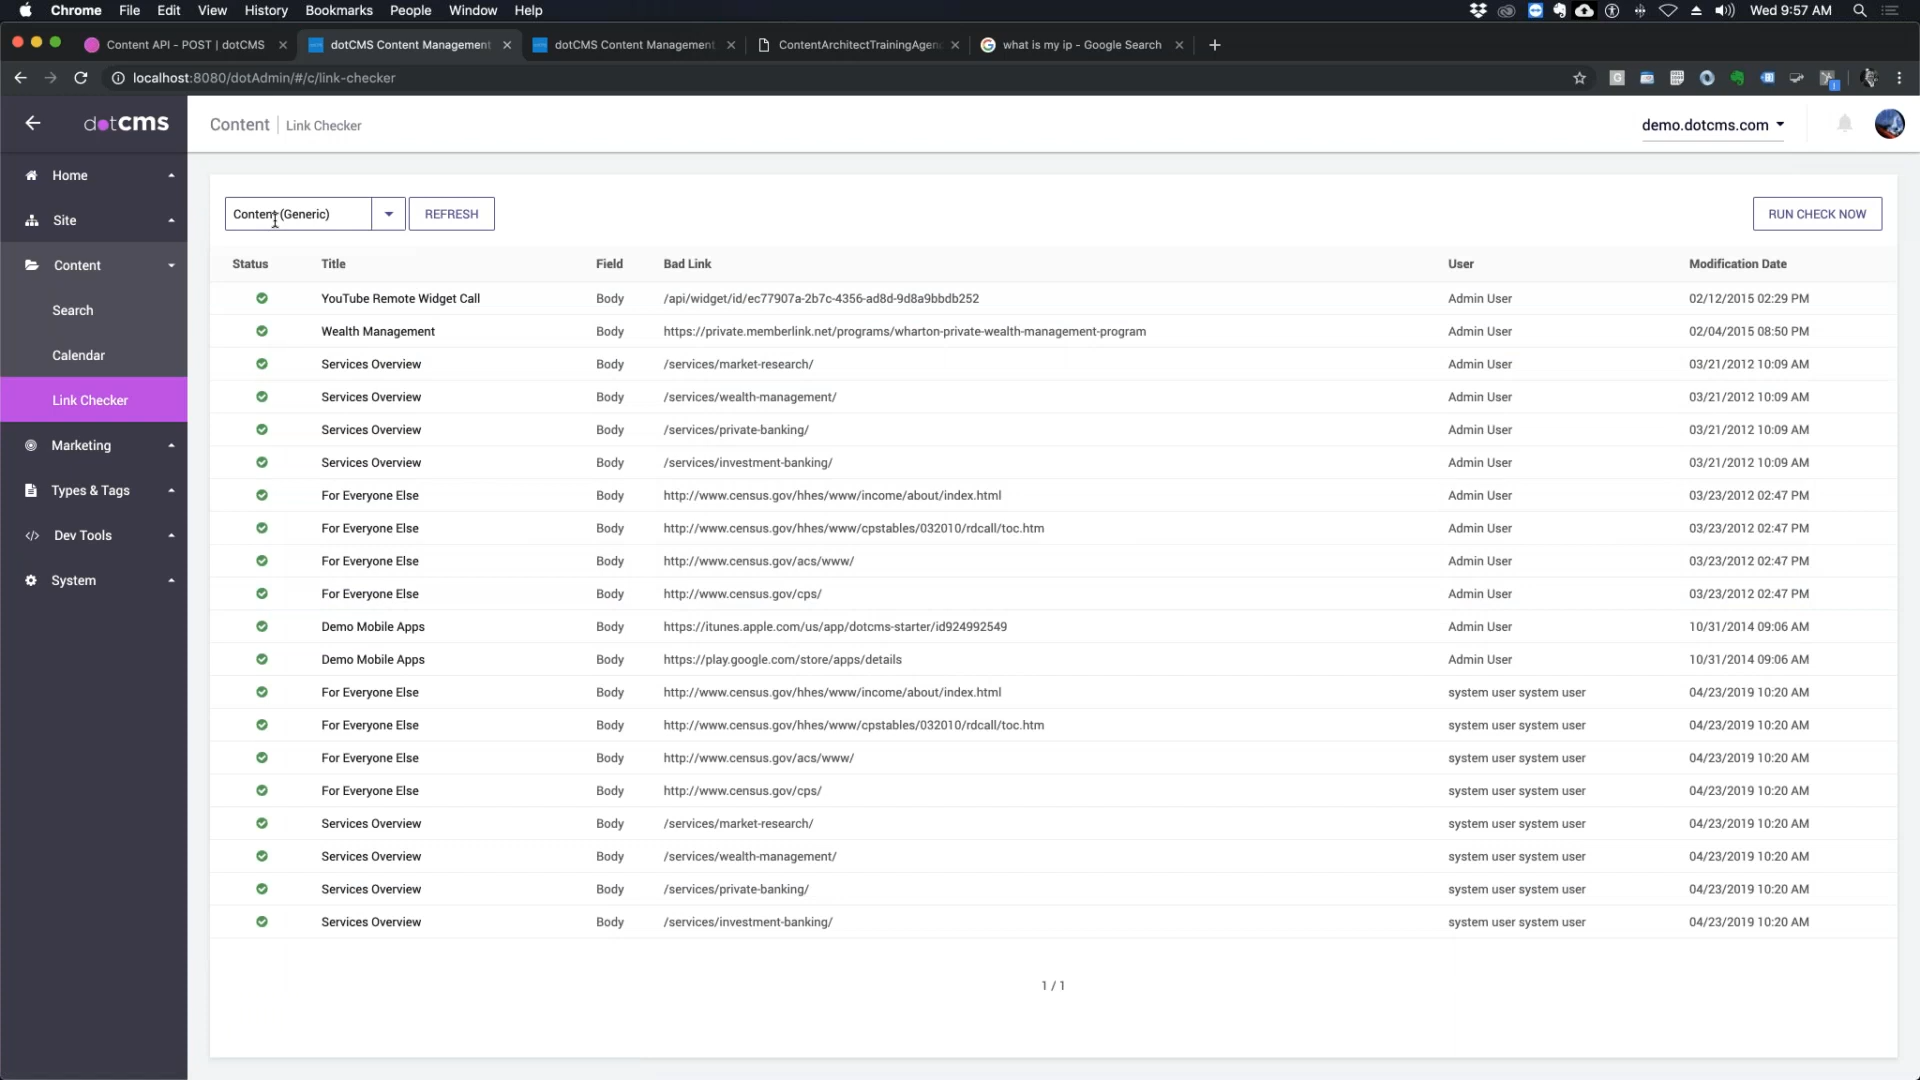 Chrome File Edit View History Bookmarks People Window Help Wed 9:57 AM
Content API - POST | dotCMS dotCMS Content Management dotCMS Content Management ContentArchitectTrainingAgen what is my ip - Google Search
localhost:8080/dotAdmin/#/c/link-checker
dotCMS Content Link Checker demo.dotcms.com
Home
Site
Content
Search
Calendar
Link Checker
Marketing
Types & Tags
Dev Tools
System
Content (Generic) REFRESH RUN CHECK NOW
Status Title Field Bad Link User Modification Date
YouTube Remote Widget Call Body /api/widget/id/ec77907a-2b7c-4356-ad8d-9d8a9bbdb252 Admin User 02/12/2015 02:29 PM
Wealth Management Body https://private.memberlink.net/programs/wharton-private-wealth-management-program Admin User 02/04/2015 08:50 PM
Services Overview Body /services/market-research/ Admin User 03/21/2012 10:09 AM
Services Overview Body /services/wealth-management/ Admin User 03/21/2012 10:09 AM
Services Overview Body /services/private-banking/ Admin User 03/21/2012 10:09 AM
Services Overview Body /services/investment-banking/ Admin User 03/21/2012 10:09 AM
For Everyone Else Body http://www.census.gov/hhes/www/income/about/index.html Admin User 03/23/2012 02:47 PM
For Everyone Else Body http://www.census.gov/hhes/www/cpstables/032010/rdcall/toc.htm Admin User 03/23/2012 02:47 PM
For Everyone Else Body http://www.census.gov/acs/www/ Admin User 03/23/2012 02:47 PM
For Everyone Else Body http://www.census.gov/cps/ Admin User 03/23/2012 02:47 PM
Demo Mobile Apps Body https://itunes.apple.com/us/app/dotcms-starter/id924992549 Admin User 10/31/2014 09:06 AM
Demo Mobile Apps Body https://play.google.com/store/apps/details Admin User 10/31/2014 09:06 AM
For Everyone Else Body http://www.census.gov/hhes/www/income/about/index.html system user system user 04/23/2019 10:20 AM
For Everyone Else Body http://www.census.gov/hhes/www/cpstables/032010/rdcall/toc.htm system user system user 04/23/2019 10:20 AM
For Everyone Else Body http://www.census.gov/acs/www/ system user system user 04/23/2019 10:20 AM
For Everyone Else Body http://www.census.gov/cps/ system user system user 04/23/2019 10:20 AM
Services Overview Body /services/market-research/ system user system user 04/23/2019 10:20 AM
Services Overview Body /services/wealth-management/ system user system user 04/23/2019 10:20 AM
Services Overview Body /services/private-banking/ system user system user 04/23/2019 10:20 AM
Services Overview Body /services/investment-banking/ system user system user 04/23/2019 10:20 AM
1 / 1